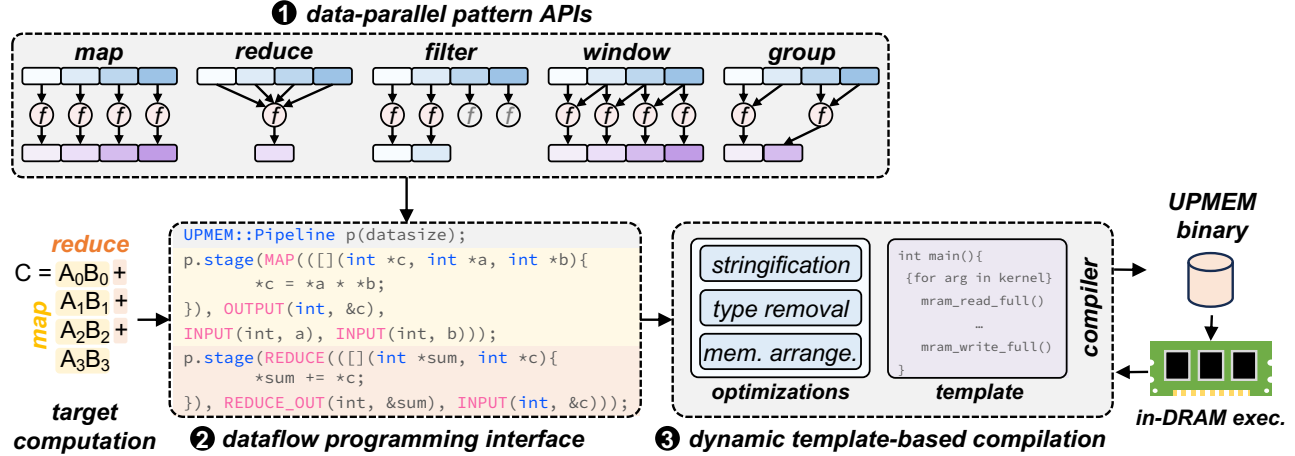 ❶ data-parallel pattern APIs
map
reduce
filter
window
group
f f f f
f
f f f f
f f f f
f f
reduce
C = A₀B₀ +
A₁B₁ +
A₂B₂ +
A₃B₃
map
target
computation
UPMEM::Pipeline p(datasize);
p.stage(MAP(([](int *c, int *a, int *b){
*c = *a * *b;
}), OUTPUT(int, &c),
INPUT(int, a), INPUT(int, b)));
p.stage(REDUCE(([](int *sum, int *c){
*sum += *c;
}), REDUCE_OUT(int, &sum), INPUT(int, &c)));
❷ dataflow programming interface
stringification
type removal
mem. arrange.
optimizations
int main(){
{for arg in kernel}
mram_read_full()
…
mram_write_full()
}
template
compiler
❸ dynamic template-based compilation
UPMEM
binary
in-DRAM exec.